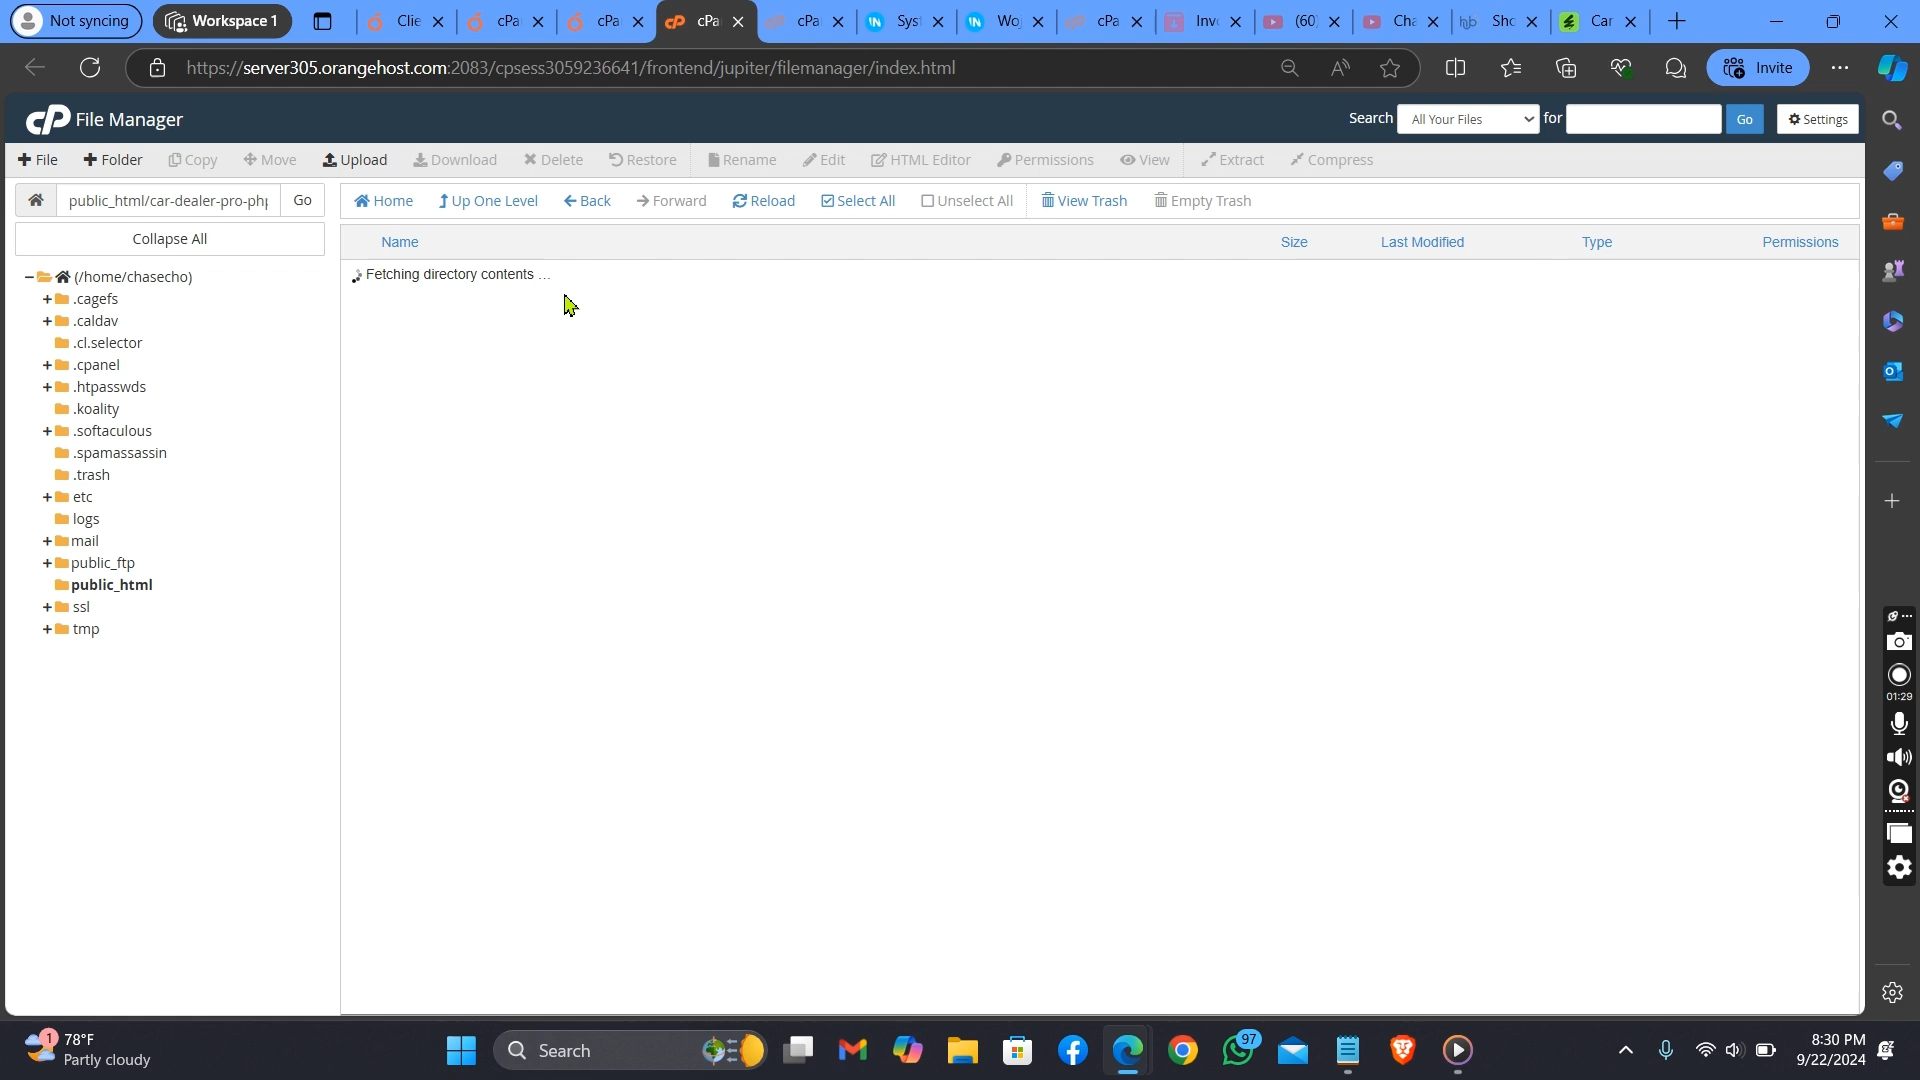 Not syncing
Workspace 1
Clie
cPa
cPa
cPa
cPa
Sys
Wo
cPa
Inv
(60)
Cha
Sho
Car
https://server305.orangehost.com:2083/cpsess3059236641/frontend/jupiter/filemanager/index.html
Invite
cP File Manager
Search All Your Files for Go Settings
File Folder Copy Move Upload Download Delete Restore Rename Edit HTML Editor Permissions View Extract Compress
public_html/car-dealer-pro-php Go
Home Up One Level Back Forward Reload Select All Unselect All View Trash Empty Trash
Collapse All
Name Size Last Modified Type Permissions
Fetching directory contents ...
(/home/chasecho)
.cagefs
.caldav
.cl.selector
.cpanel
.htpasswds
.koality
.softaculous
.spamassassin
.trash
etc
logs
mail
public_ftp
public_html
ssl
tmp
01:29
1
78°F
Partly cloudy
Search
97
8:30 PM
9/22/2024